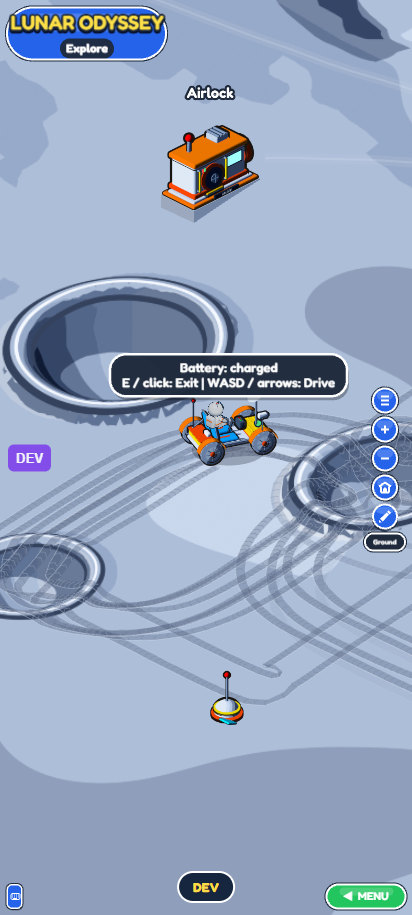 LUNAR ODYSSEY
Explore
Airlock
Battery: charged
E / click: Exit | WASD / arrows: Drive
DEV
Ground
DEV
MENU